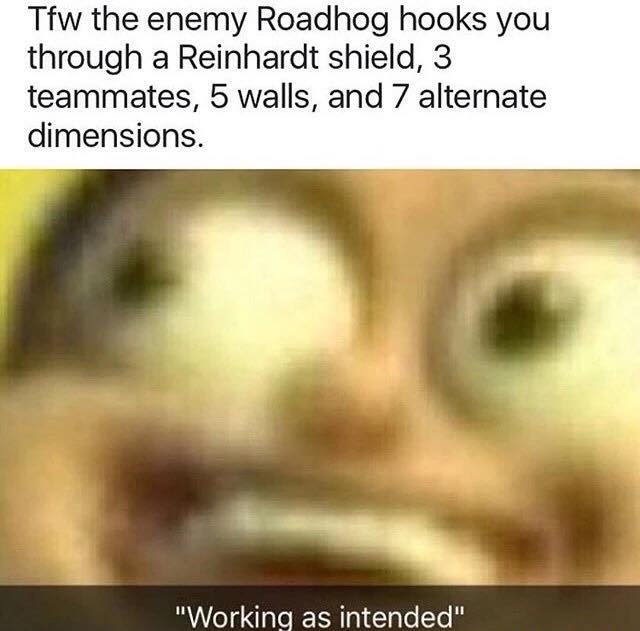 Tfw the enemy Roadhog hooks you
through a Reinhardt shield, 3
teammates, 5 walls, and 7 alternate
dimensions.
"Working as intended"